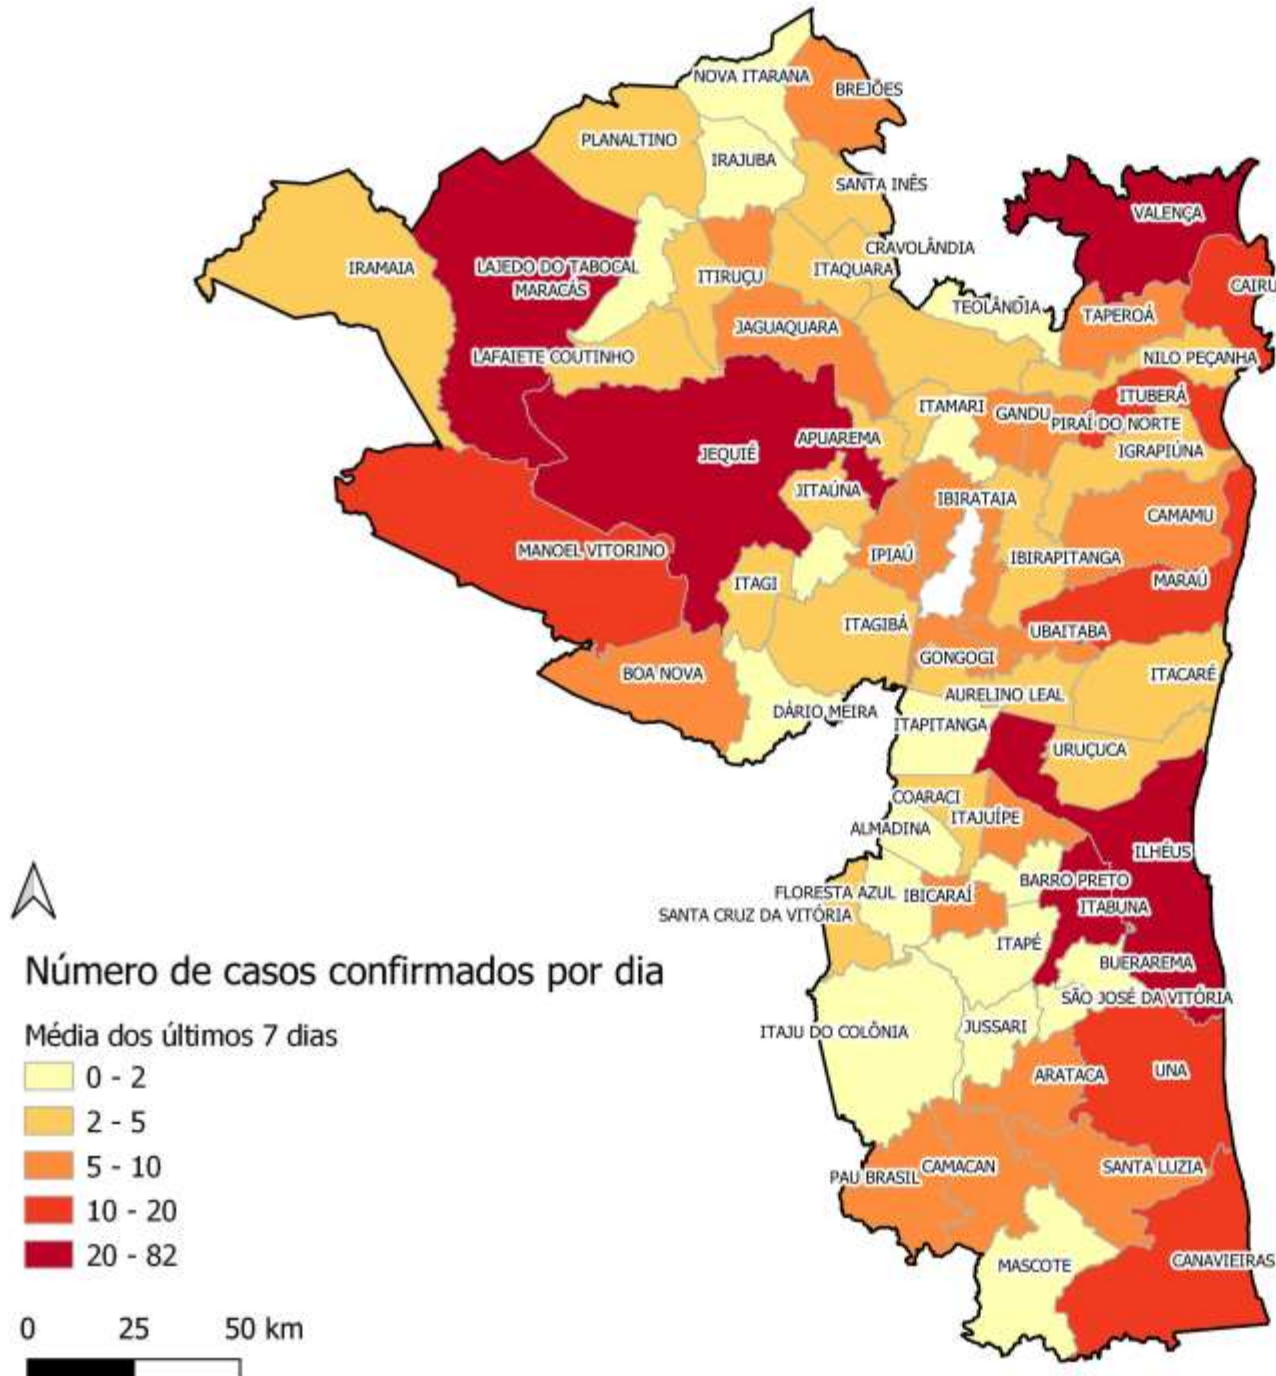 NOVA ITARANA
BREJÕES
PLANALTINO
IRAJUBA
SANTA INÊS
VALENÇA
CRAVOLÂNDIA
IRAMAIA
LAJEDO DO TABOCAL
ITIRUÇU
ITAQUARA
CAIRU
MARACÁS
TEOLÂNDIA
TAPEROÁ
JAGUAQUARA
LAFAIETE COUTINHO
NILO PEÇANHA
ITUBERÁ
ITAMARI
GANDU
PIRAÍ DO NORTE
APUAREMA
IGRAPIÚNA
JEQUIÉ
JITAÚNA
IBIRATAIA
CAMAMU
MANOEL VITORINO
IPIAÚ
IBIRAPITANGA
ITAGI
MARAÚ
ITAGIBÁ
UBAITABA
GONGOGI
BOA NOVA
ITACARÉ
AURELINO LEAL
DÁRIO MEIRA
ITAPITANGA
URUÇUCA
COARACI
ITAJUÍPE
ALMADINA
ILHÉUS
BARRO PRETO
FLORESTA AZUL
IBICARAÍ
ITABUNA
SANTA CRUZ DA VITÓRIA
ITAPÉ
BUERAREMA
SÃO JOSÉ DA VITÓRIA
ITAJU DO COLÔNIA
JUSSARI
ARATACA
UNA
CAMACAN
SANTA LUZIA
PAU BRASIL
MASCOTE
CANAVIEIRAS
Número de casos confirmados por dia
Média dos últimos 7 dias
0 - 2
2 - 5
5 - 10
10 - 20
20 - 82
0 25 50 km